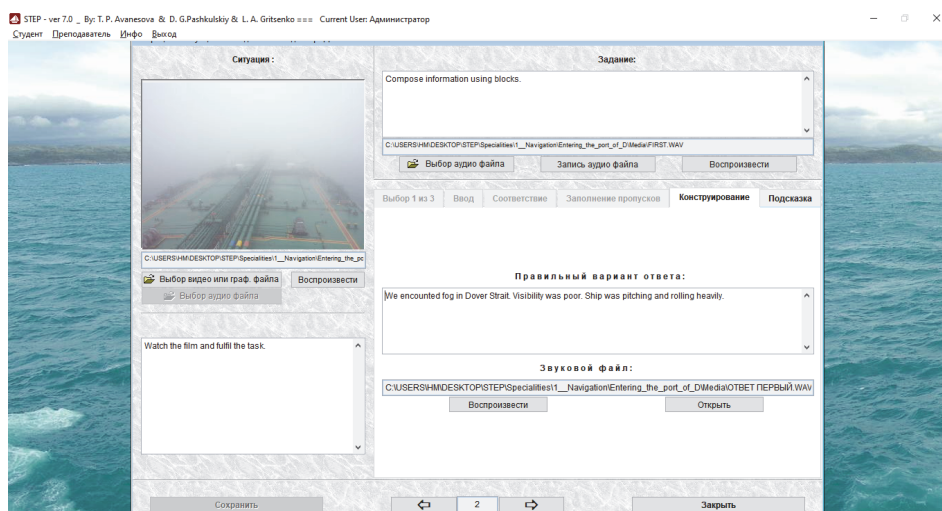 STEP - ver 7.0 _ By: T. P. Avanesova & D. G.Pashkulskiy & L. A. Gritsenko === Current User: Администратор
Студент Преподаватель Инфо Выход
Ситуация :
C:\USERS\HM\DESKTOP\STEP\Specialities\1__Navigation\Entering_the_pc
Выбор видео или граф. файла Воспроизвести
Выбор аудио файла
Watch the film and fulfil the task.
Сохранить
Задание:
Compose information using blocks.
C:\USERS\HM\DESKTOP\STEP\Specialities\1__Navigation\Entering_the_port_of_D\Media\FIRST.WAV
Выбор аудио файла Запись аудио файла Воспроизвести
Выбор 1 из 3 Ввод Соответствие Заполнение пропусков Конструирование Подсказка
Правильный вариант ответа:
We encounted fog in Dover Strait. Visibility was poor. Ship was pitching and rolling heavily.
Звуковой файл:
C:\USERS\HM\DESKTOP\STEP\Specialities\1__Navigation\Entering_the_port_of_D\Media\ОТВЕТ ПЕРВЫЙ.WAV
Воспроизвести Открыть
2 Закрыть